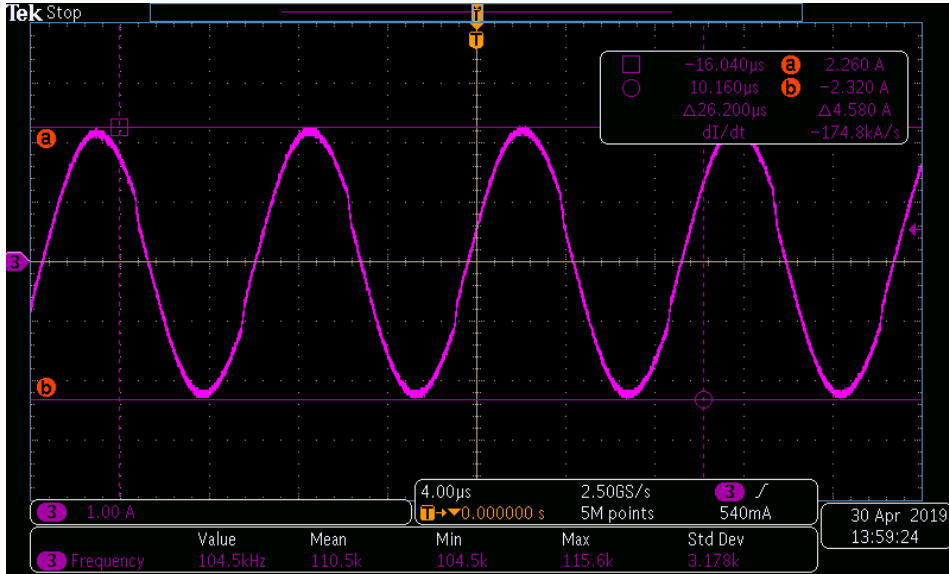 Tek Stop
T
T
−16.040μs a 2.260 A
10.160μs b −2.320 A
△26.200μs △4.580 A
dI/dt −174.8kA/s
a
3
b
4.00μs 2.50GS/s 3 /
T→▼0.000000 s 5M points 540mA
3 1.00 A
30 Apr 2019
13:59:24
Value Mean Min Max Std Dev
3 Frequency 104.5kHz 110.5k 104.5k 115.6k 3.178k